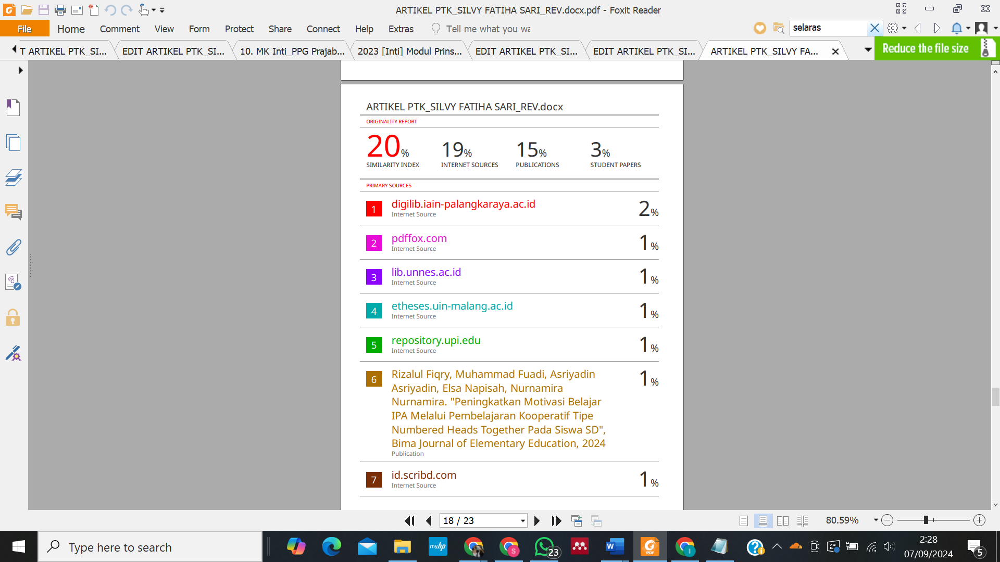 ARTIKEL PTK_SILVY FATIHA SARI_REV.docx.pdf - Foxit Reader
File Home Comment View Form Protect Share Connect Help Extras Tell me what you wa selaras
T ARTIKEL PTK_SI... EDIT ARTIKEL PTK_SI... 10. MK Inti_PPG Prajab... 2023 [Inti] Modul Prins... EDIT ARTIKEL PTK_SI... EDIT ARTIKEL PTK_SI... ARTIKEL PTK_SILVY FA... Reduce the file size
ARTIKEL PTK_SILVY FATIHA SARI_REV.docx
ORIGINALITY REPORT
20% 19% 15% 3%
SIMILARITY INDEX INTERNET SOURCES PUBLICATIONS STUDENT PAPERS
PRIMARY SOURCES
1 digilib.iain-palangkaraya.ac.id 2%
Internet Source
2 pdffox.com 1%
Internet Source
3 lib.unnes.ac.id 1%
Internet Source
4 etheses.uin-malang.ac.id 1%
Internet Source
5 repository.upi.edu 1%
Internet Source
6 Rizalul Fiqry, Muhammad Fuadi, Asriyadin 1%
Asriyadin, Elsa Napisah, Nurnamira
Nurnamira. "Peningkatkan Motivasi Belajar
IPA Melalui Pembelajaran Kooperatif Tipe
Numbered Heads Together Pada Siswa SD",
Bima Journal of Elementary Education, 2024
Publication
7 id.scribd.com 1%
Internet Source
18 / 23 80.59%
Type here to search myhp S 23 W PDF I 2:28
07/09/2024 5